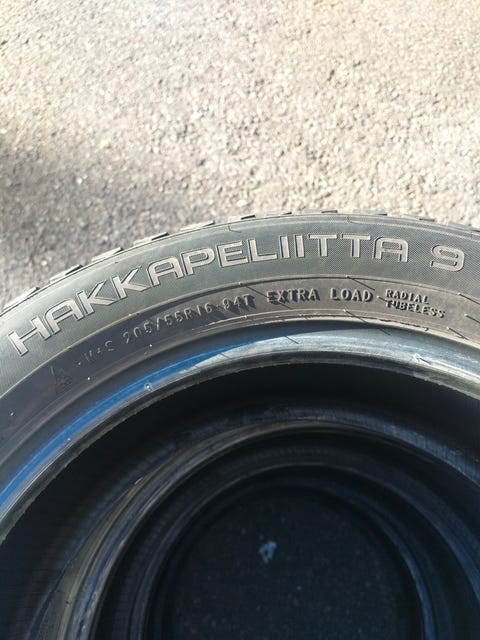 HAKKAPELIITTA 9
M+S 205/55R16 94T EXTRA LOAD RADIAL
TUBELESS